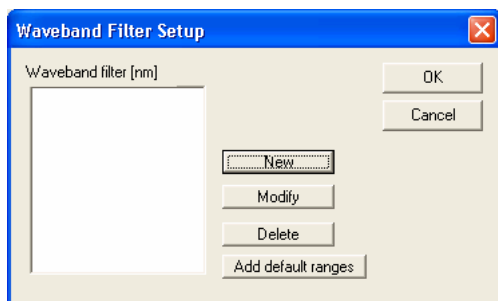 Waveband Filter Setup
Waveband filter [nm]
OK
Cancel
New
Modify
Delete
Add default ranges